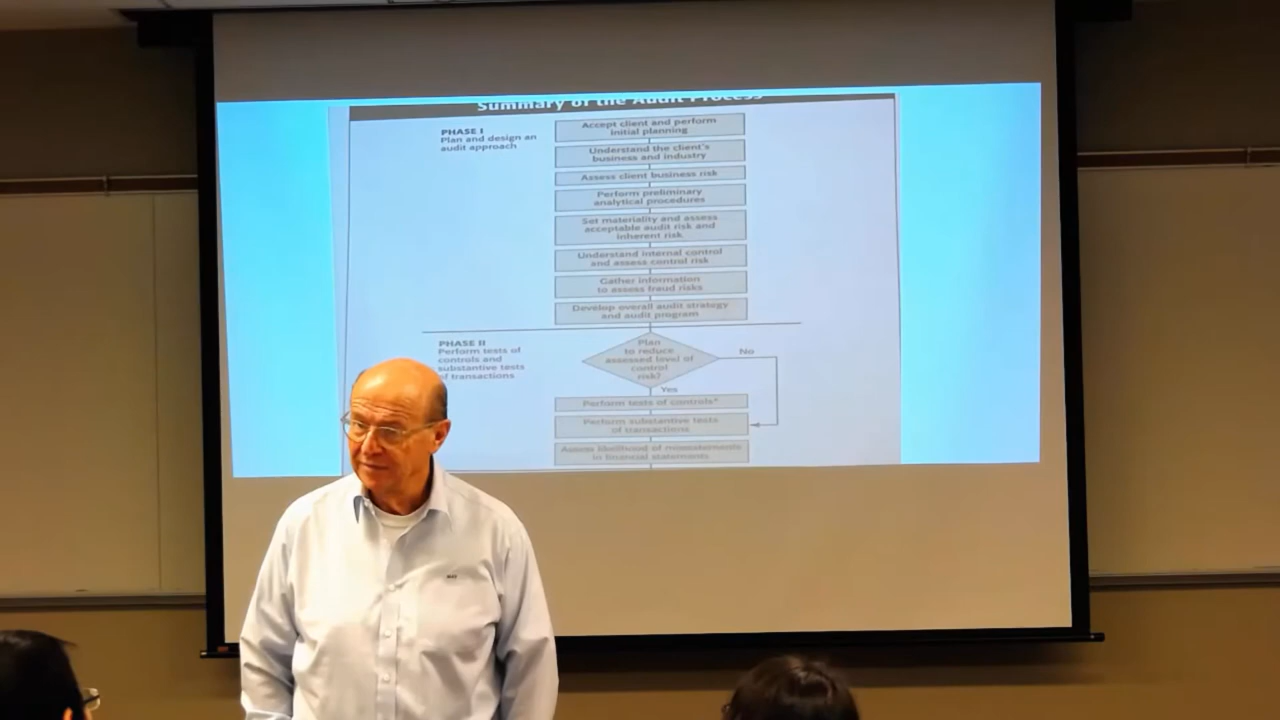 Summary of the Audit Process
PHASE I
Plan and design an
audit approach
Accept client and perform
initial planning
Understand the client's
business and industry
Assess client business risk
Perform preliminary
analytical procedures
Set materiality and assess
acceptable audit risk and
inherent risk
Understand internal control
and assess control risk
Gather information
to assess fraud risks
Develop overall audit strategy
and audit program
PHASE II
Perform tests of
controls and
substantive tests
of transactions
Plan
to reduce
assessed level of
control
risk?
No
Yes
Perform tests of controls*
Perform substantive tests
of transactions
Assess likelihood of misstatements
in financial statements